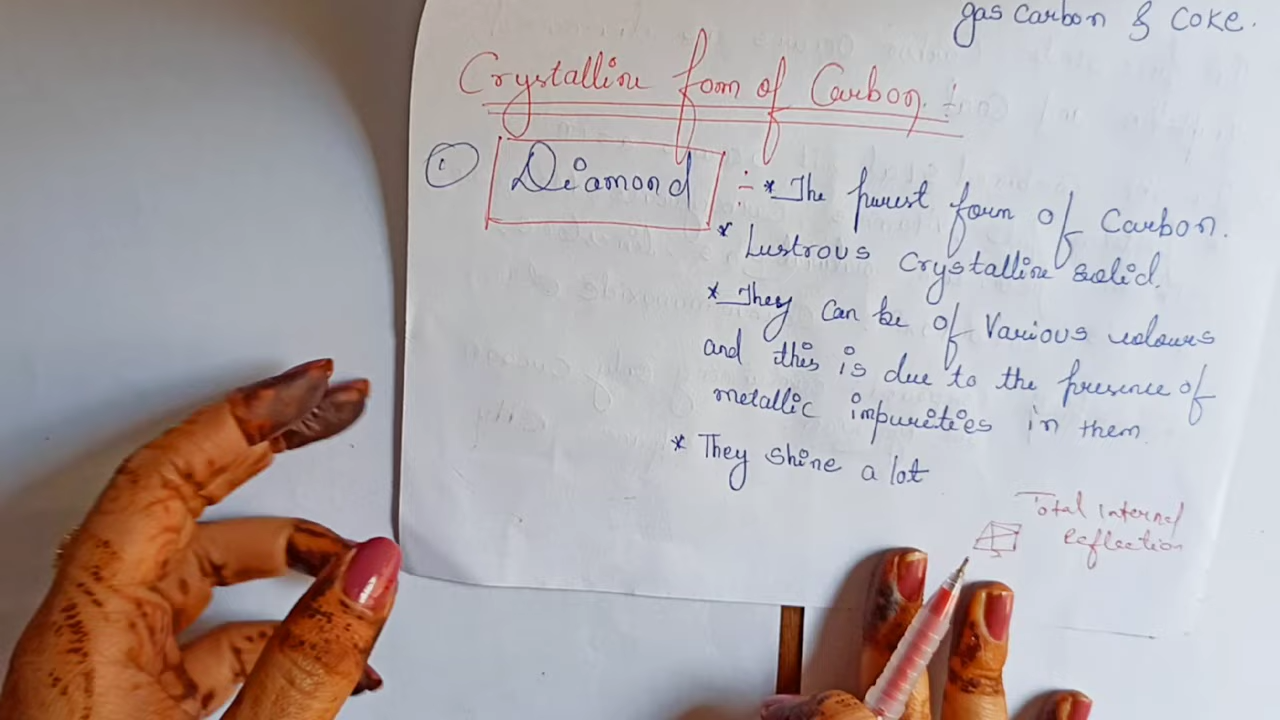 gas carbon & coke.
Crystalline form of Carbon :
① Diamond ÷ * The purest form of Carbon.
* Lustrous crystalline solid.
* They can be of various colours
and this is due to the presence of
metallic impurities in them.
* They shine a lot
Total internal
reflection